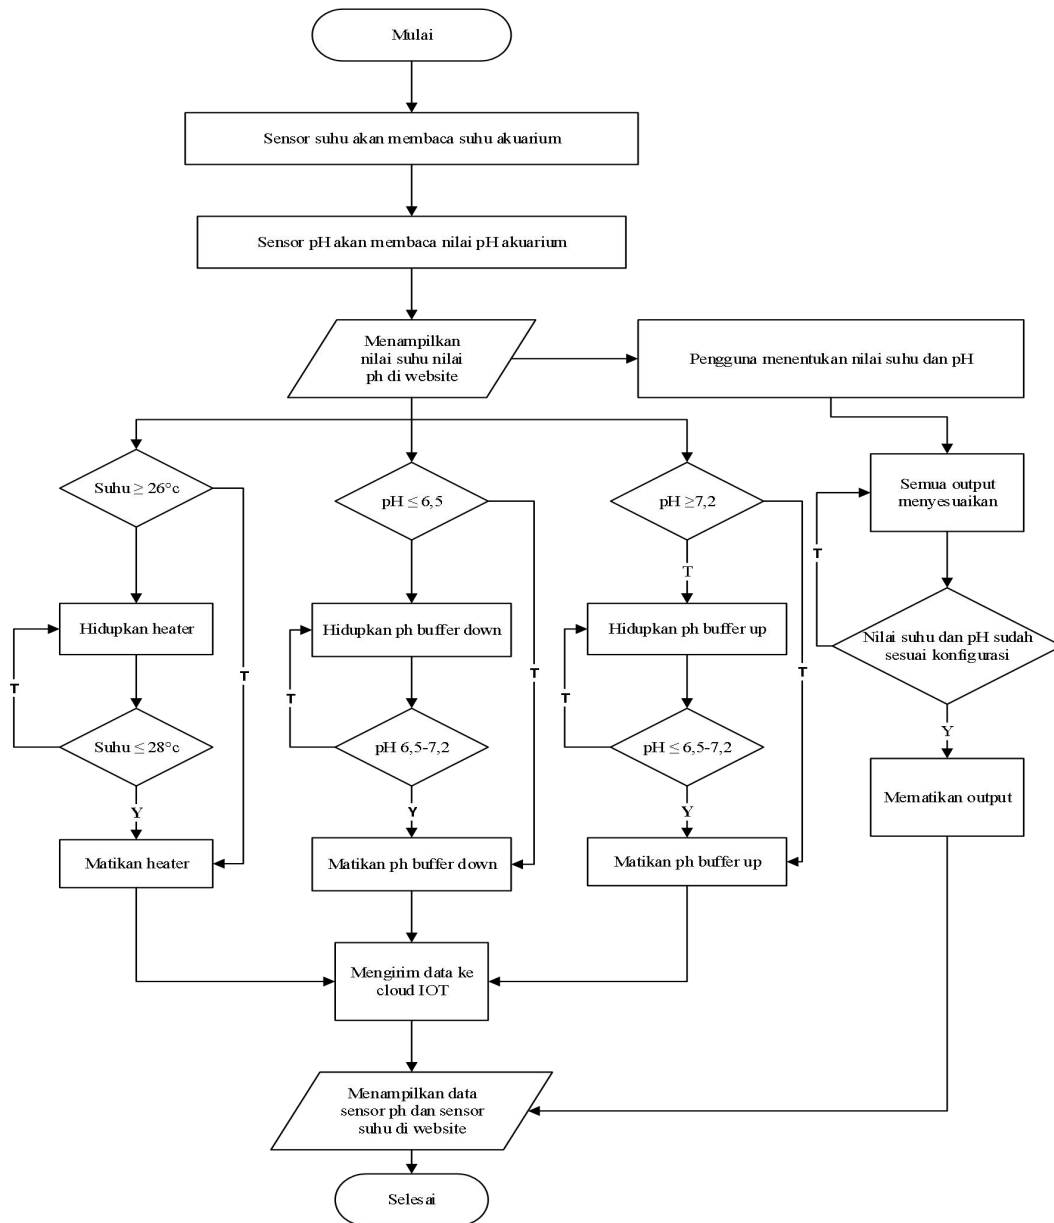 Mulai
Sensor suhu akan membaca suhu akuarium
Sensor pH akan membaca nilai pH akuarium
Menampilkan
nilai suhu nilai
ph di website
Pengguna menentukan nilai suhu dan pH
Suhu ≥ 26°c
pH ≤ 6,5
pH ≥7,2
Semua output
menyesuaikan
T
T
Hidupkan heater
Hidupkan ph buffer down
Hidupkan ph buffer up
Nilai suhu dan pH sudah
sesuai konfigurasi
T
T
T
T
T
T
Suhu ≤ 28°c
pH 6,5-7,2
pH ≤ 6,5-7,2
Y
Y
Y
Y
Mematikan output
Matikan heater
Matikan ph buffer down
Matikan ph buffer up
Mengirim data ke
cloud IOT
Menampilkan data
sensor ph dan sensor
suhu di website
Selesai